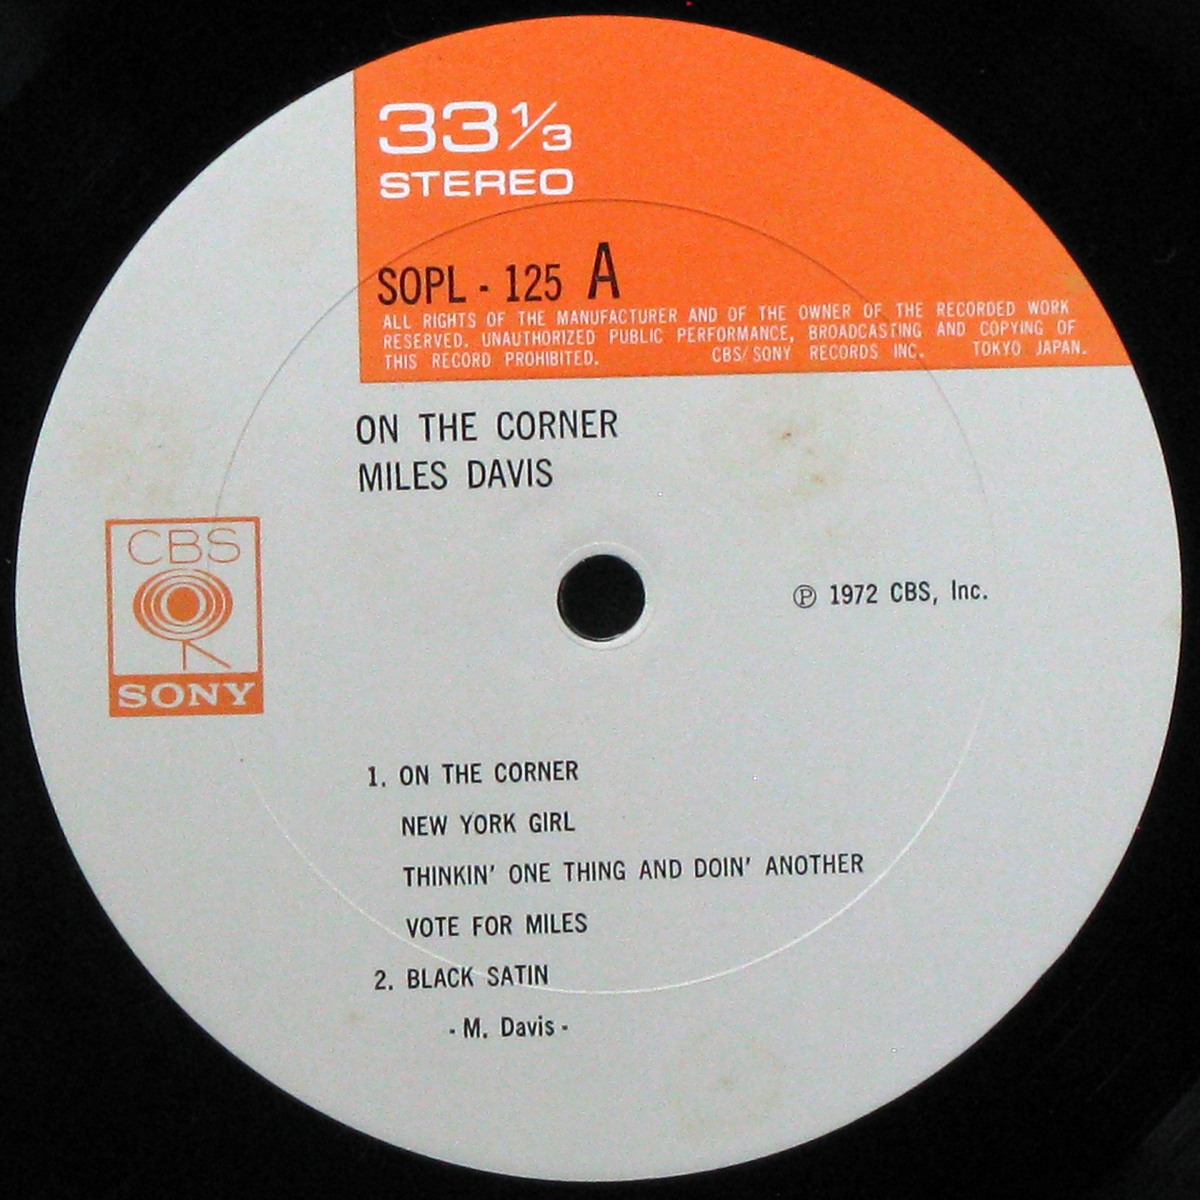 33 1/3
STEREO
SOPL - 125 A
ALL RIGHTS OF THE MANUFACTURER AND OF THE OWNER OF THE RECORDED WORK
RESERVED. UNAUTHORIZED PUBLIC PERFORMANCE, BROADCASTING AND COPYING OF
THIS RECORD PROHIBITED. CBS/SONY RECORDS INC. TOKYO JAPAN.
ON THE CORNER
MILES DAVIS
CBS
SONY
℗ 1972 CBS, Inc.
1. ON THE CORNER
NEW YORK GIRL
THINKIN' ONE THING AND DOIN' ANOTHER
VOTE FOR MILES
2. BLACK SATIN
- M. Davis -